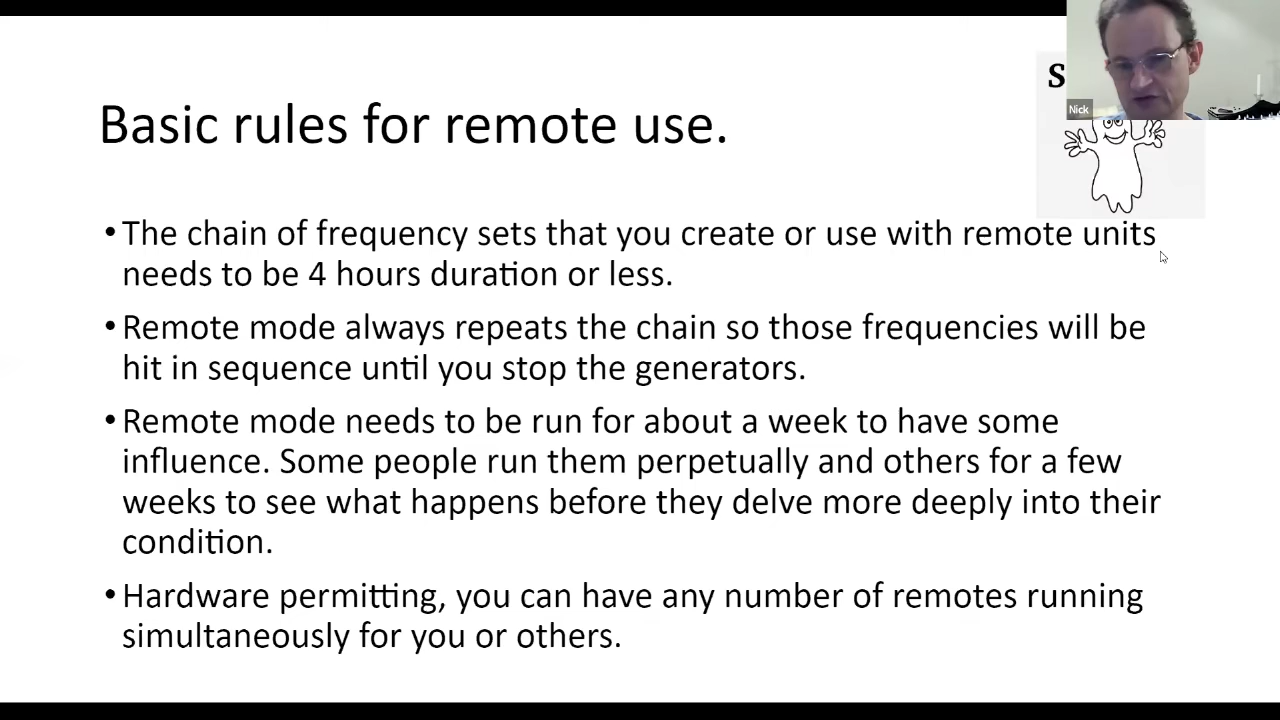 Basic rules for remote use.
S
Nick
• The chain of frequency sets that you create or use with remote units
needs to be 4 hours duration or less.
• Remote mode always repeats the chain so those frequencies will be
hit in sequence until you stop the generators.
• Remote mode needs to be run for about a week to have some
influence. Some people run them perpetually and others for a few
weeks to see what happens before they delve more deeply into their
condition.
• Hardware permitting, you can have any number of remotes running
simultaneously for you or others.